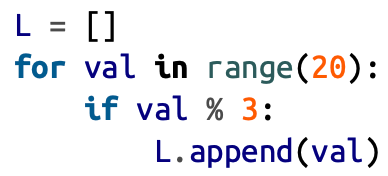 L = []
for val in range(20):
    if val % 3:
        L.append(val)